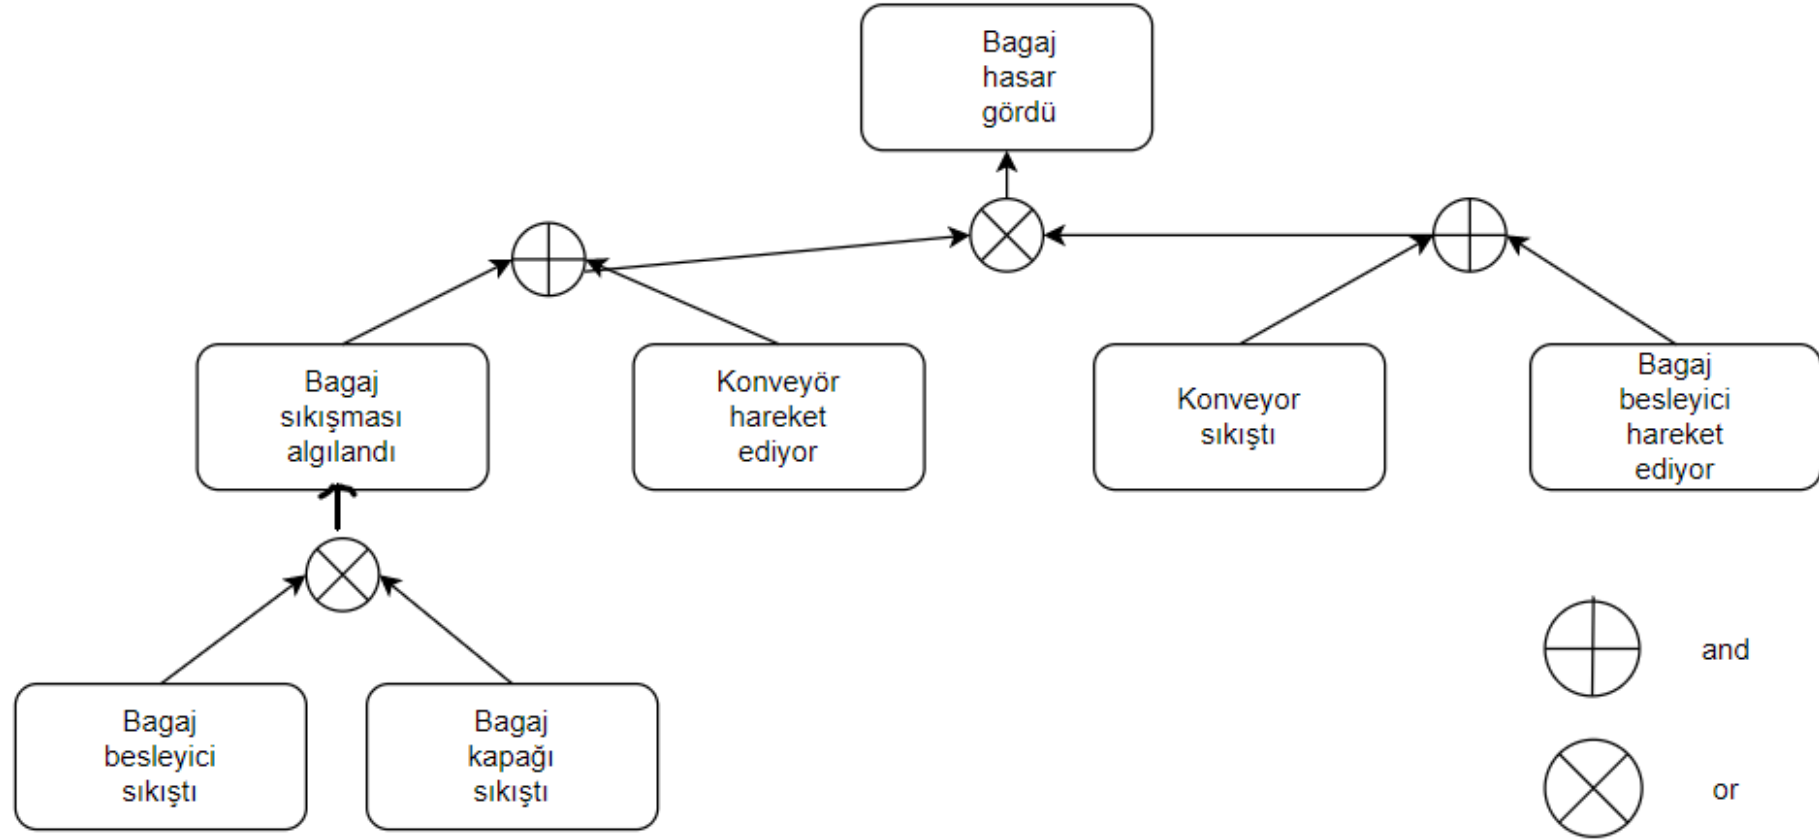 Bagaj
hasar
gördü
Bagaj
sıkışması
algılandı
Konveyör
hareket
ediyor
Konveyor
sıkıştı
Bagaj
besleyici
hareket
ediyor
Bagaj
besleyici
sıkıştı
Bagaj
kapağı
sıkıştı
and
or